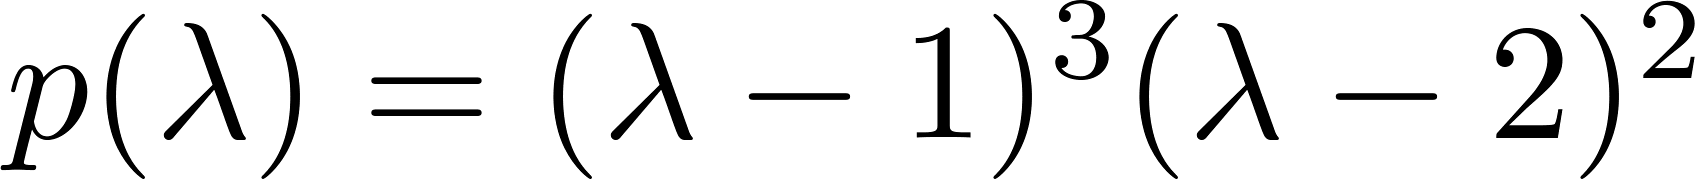 p(λ) = (λ − 1)³(λ − 2)²